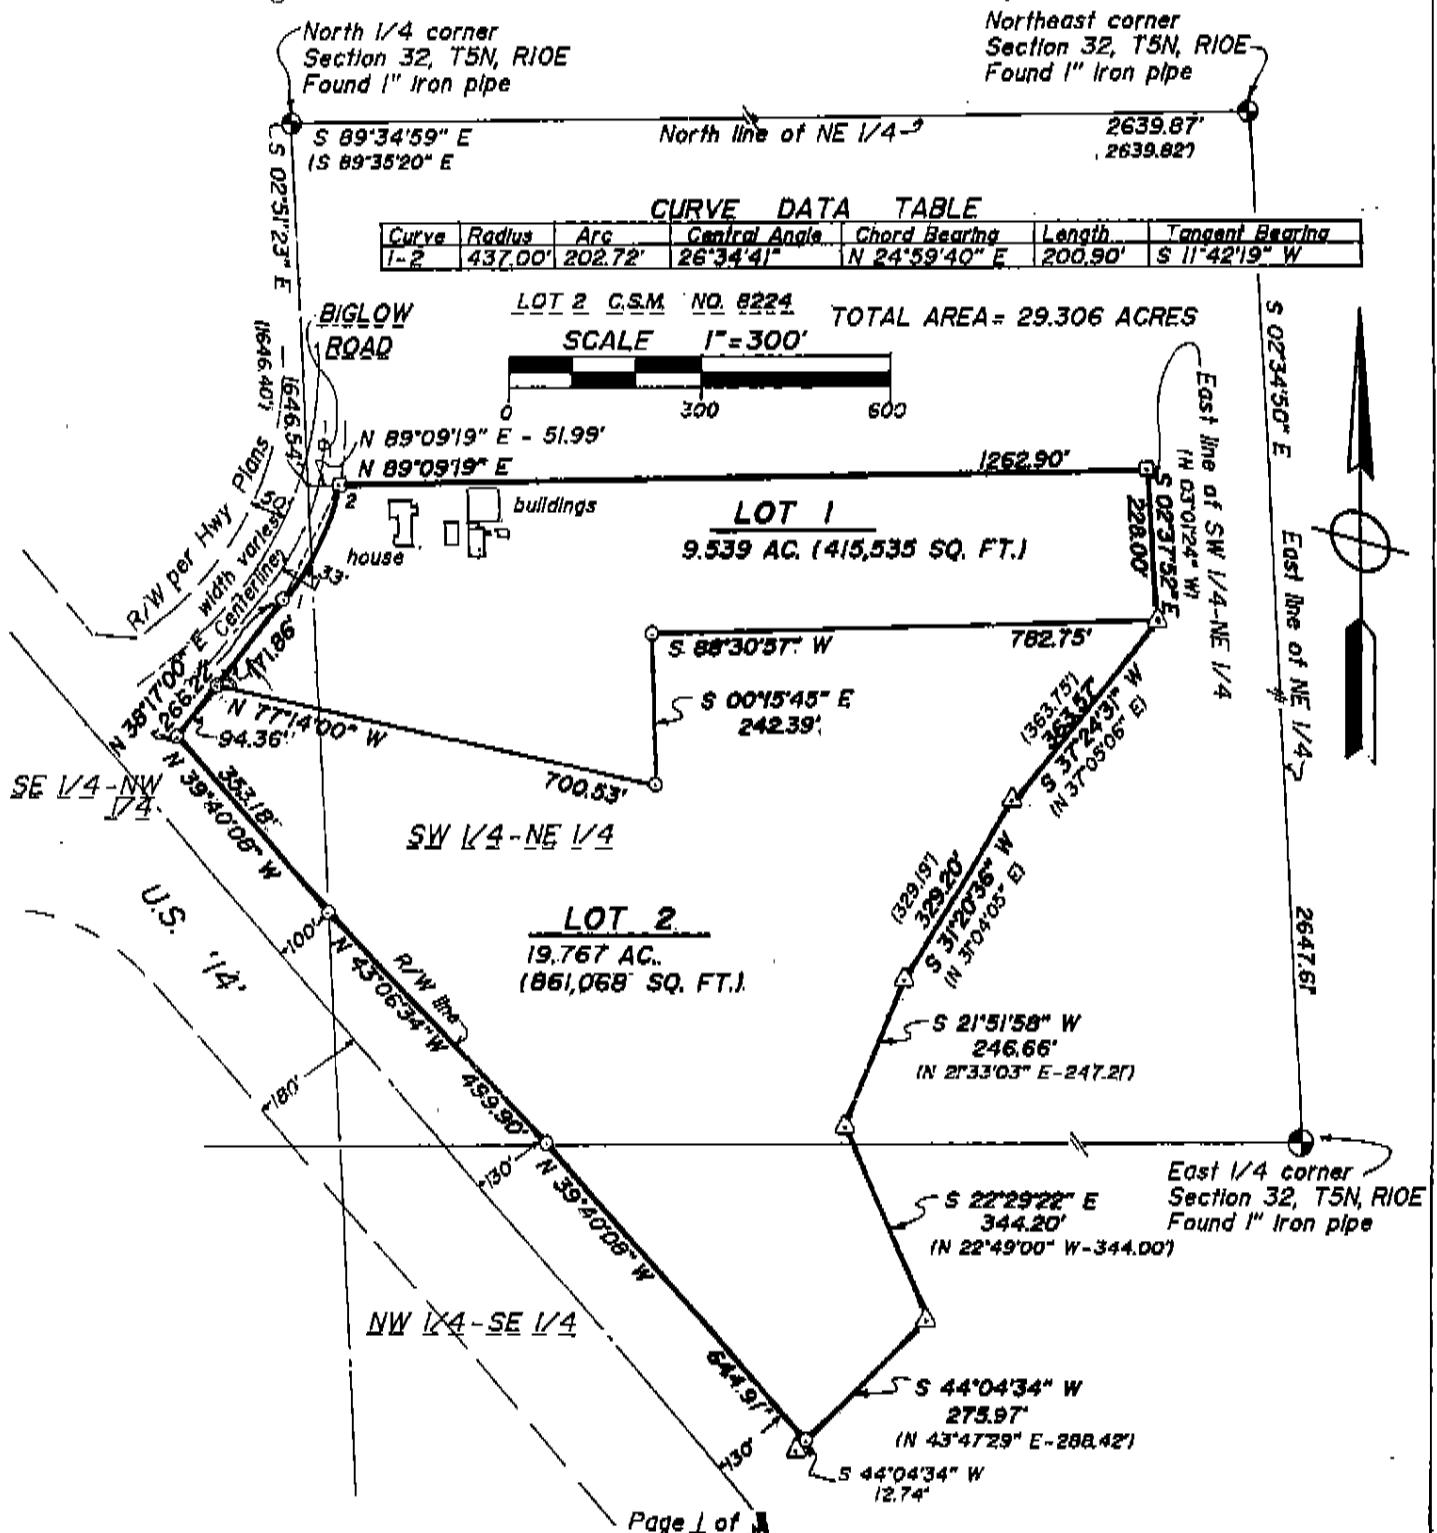 North 1/4 corner
Section 32, T5N, R10E
Found 1" iron pipe
Northeast corner
Section 32, T5N, R10E
Found 1" iron pipe
S 89°34'59" E
(S 89°35'20" E
North line of NE 1/4
2639.87'
2639.82')
S 02°51'23" E
1646.54'
(1646.40')
CURVE DATA TABLE
Curve Radius Arc Central Angle Chord Bearing Length Tangent Bearing
1-2 437.00' 202.72' 26°34'41" N 24°59'40" E 200.90' S 11°42'19" W
LOT 2 C.S.M. NO. 8224
TOTAL AREA = 29.306 ACRES
SCALE 1"=300'
0 300 600
BIGLOW
ROAD
N 89°09'19" E - 51.99'
N 89°09'19" E
1262.90'
2
buildings
house
LOT 1
9.539 AC. (415,535 SQ. FT.)
S 02°37'52" E
228.00'
(N 03°01'24" W)
East line of SW 1/4-NE 1/4
S 02°34'50" E
East line of NE 1/4
2647.61'
R/W per Hwy Plans
width varies
50'
Centerline
33'
171.86'
N 38°17'00" E
266.22'
94.36'
N 77°14'00" W
700.53'
S 88°30'57" W
782.75'
S 00°15'45" E
242.39'
(363.75')
363.57'
S 37°24'31" W
(N 37°05'06" E)
SE 1/4-NW
1/4
353.18'
N 39°40'08" W
SW 1/4-NE 1/4
(329.19')
329.20'
S 31°20'36" W
(N 31°04'05" E)
LOT 2
19.767 AC.
(861,068 SQ. FT.)
U.S. '14'
100'
R/W line
N 43°06'34" W
499.90'
180'
130'
S 21°51'58" W
246.66'
(N 21°33'03" E-247.21')
East 1/4 corner
Section 32, T5N, R10E
Found 1" iron pipe
N 39°40'08" W
644.91'
S 22°29'22" E
344.20'
(N 22°49'00" W-344.00')
NW 1/4-SE 1/4
S 44°04'34" W
275.97'
(N 43°47'29" E-288.42')
130'
S 44°04'34" W
12.74'
Page 1 of